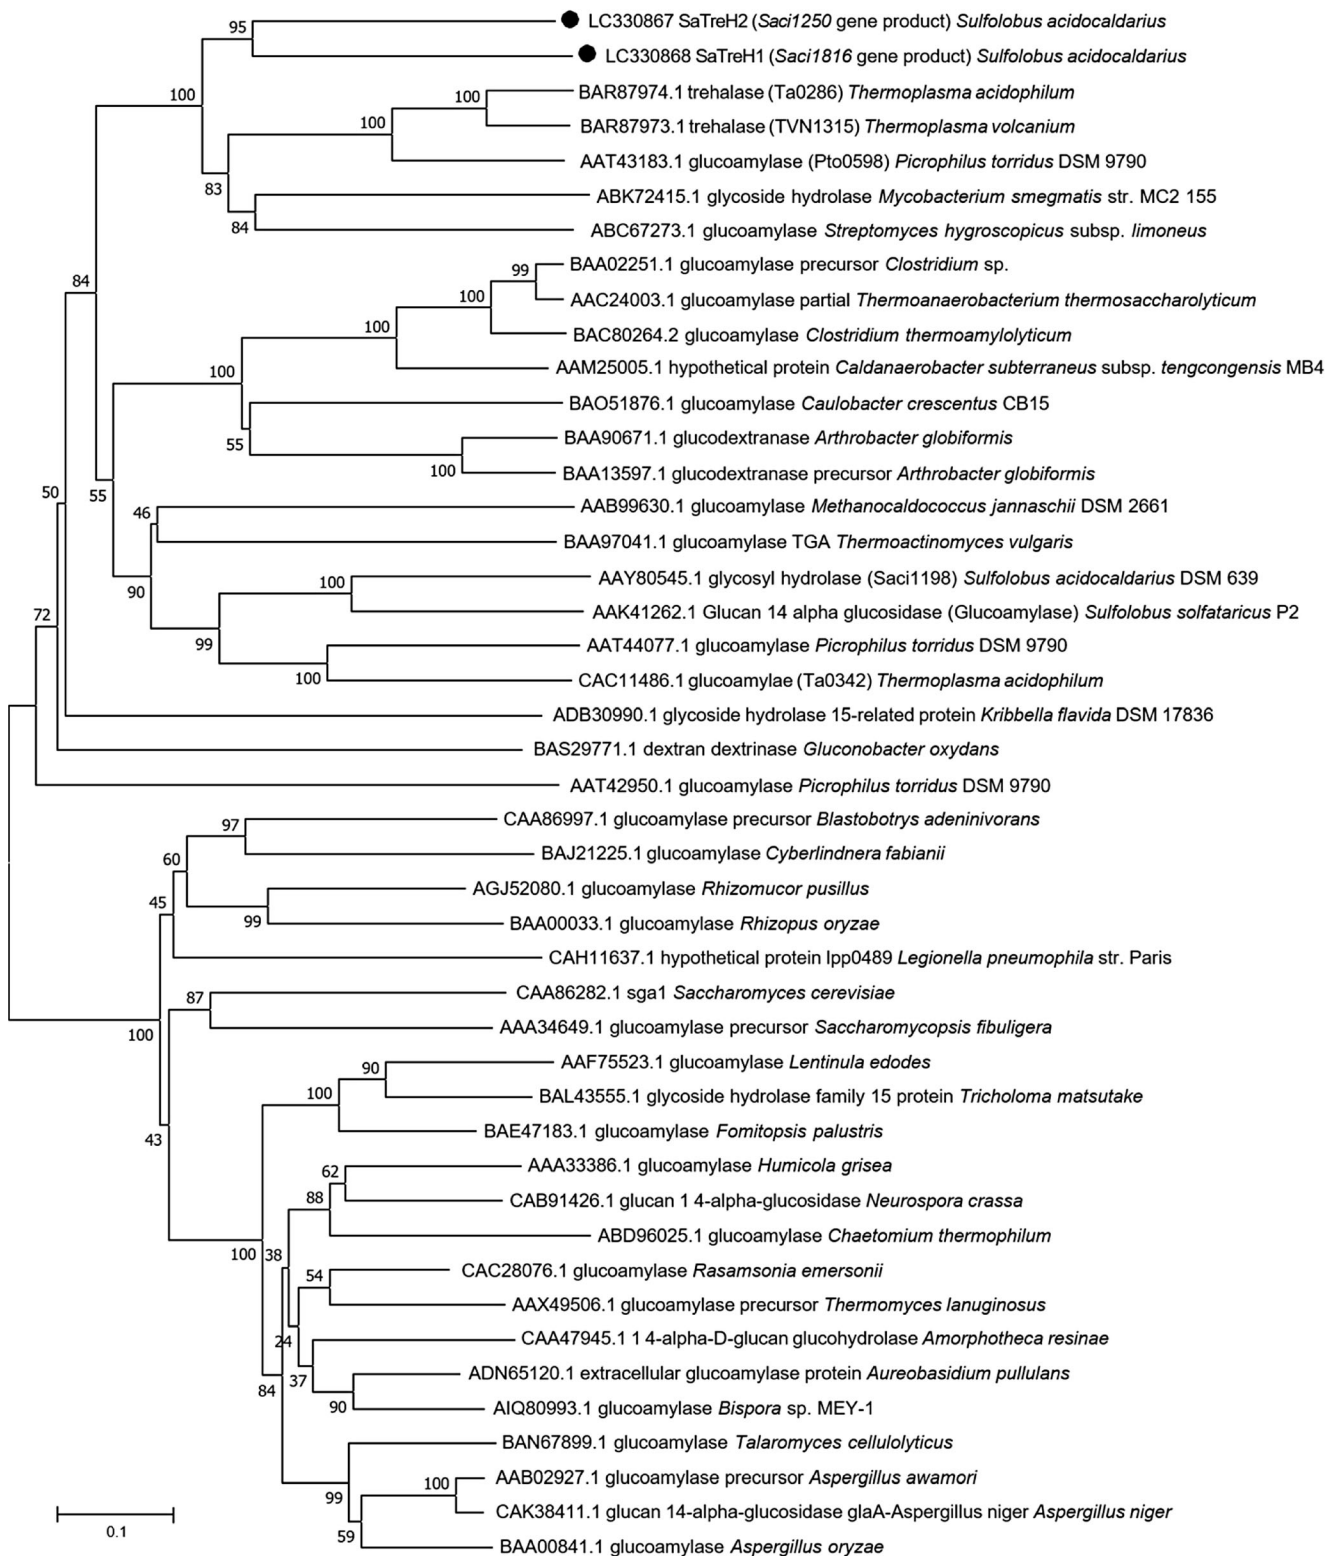 95
LC330867 SaTreH2 (Saci1250 gene product) Sulfolobus acidocaldarius
LC330868 SaTreH1 (Saci1816 gene product) Sulfolobus acidocaldarius
100
100
BAR87974.1 trehalase (Ta0286) Thermoplasma acidophilum
100
BAR87973.1 trehalase (TVN1315) Thermoplasma volcanium
AAT43183.1 glucoamylase (Pto0598) Picrophilus torridus DSM 9790
83
ABK72415.1 glycoside hydrolase Mycobacterium smegmatis str. MC2 155
84
ABC67273.1 glucoamylase Streptomyces hygroscopicus subsp. limoneus
84
99
BAA02251.1 glucoamylase precursor Clostridium sp.
100
AAC24003.1 glucoamylase partial Thermoanaerobacterium thermosaccharolyticum
100
BAC80264.2 glucoamylase Clostridium thermoamylolyticum
100
AAM25005.1 hypothetical protein Caldanaerobacter subterraneus subsp. tengcongensis MB4
BAO51876.1 glucoamylase Caulobacter crescentus CB15
55
BAA90671.1 glucodextranase Arthrobacter globiformis
100
BAA13597.1 glucodextranase precursor Arthrobacter globiformis
50
55
46
AAB99630.1 glucoamylase Methanocaldococcus jannaschii DSM 2661
BAA97041.1 glucoamylase TGA Thermoactinomyces vulgaris
90
100
AAY80545.1 glycosyl hydrolase (Saci1198) Sulfolobus acidocaldarius DSM 639
AAK41262.1 Glucan 14 alpha glucosidase (Glucoamylase) Sulfolobus solfataricus P2
72
99
AAT44077.1 glucoamylase Picrophilus torridus DSM 9790
100
CAC11486.1 glucoamylae (Ta0342) Thermoplasma acidophilum
ADB30990.1 glycoside hydrolase 15-related protein Kribbella flavida DSM 17836
BAS29771.1 dextran dextrinase Gluconobacter oxydans
AAT42950.1 glucoamylase Picrophilus torridus DSM 9790
97
CAA86997.1 glucoamylase precursor Blastobotrys adeninivorans
BAJ21225.1 glucoamylase Cyberlindnera fabianii
60
AGJ52080.1 glucoamylase Rhizomucor pusillus
45
99
BAA00033.1 glucoamylase Rhizopus oryzae
CAH11637.1 hypothetical protein lpp0489 Legionella pneumophila str. Paris
87
CAA86282.1 sga1 Saccharomyces cerevisiae
100
AAA34649.1 glucoamylase precursor Saccharomycopsis fibuligera
90
AAF75523.1 glucoamylase Lentinula edodes
100
BAL43555.1 glycoside hydrolase family 15 protein Tricholoma matsutake
43
BAE47183.1 glucoamylase Fomitopsis palustris
62
AAA33386.1 glucoamylase Humicola grisea
88
CAB91426.1 glucan 1 4-alpha-glucosidase Neurospora crassa
ABD96025.1 glucoamylase Chaetomium thermophilum
100
38
54
CAC28076.1 glucoamylase Rasamsonia emersonii
AAX49506.1 glucoamylase precursor Thermomyces lanuginosus
24
CAA47945.1 1 4-alpha-D-glucan glucohydrolase Amorphotheca resinae
84
37
ADN65120.1 extracellular glucoamylase protein Aureobasidium pullulans
90
AIQ80993.1 glucoamylase Bispora sp. MEY-1
BAN67899.1 glucoamylase Talaromyces cellulolyticus
99
100
AAB02927.1 glucoamylase precursor Aspergillus awamori
CAK38411.1 glucan 14-alpha-glucosidase glaA-Aspergillus niger Aspergillus niger
59
BAA00841.1 glucoamylase Aspergillus oryzae
0.1